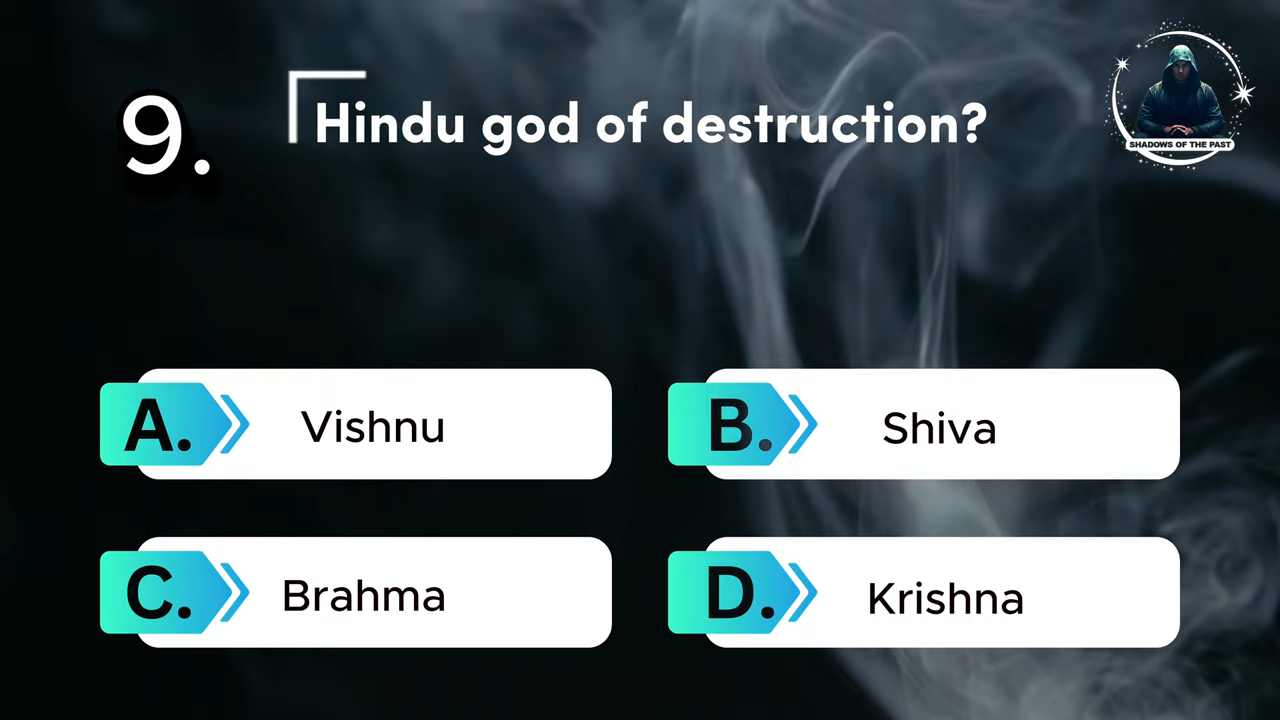 9.
Hindu god of destruction?
SHADOWS OF THE PAST
A. Vishnu
B. Shiva
C. Brahma
D. Krishna